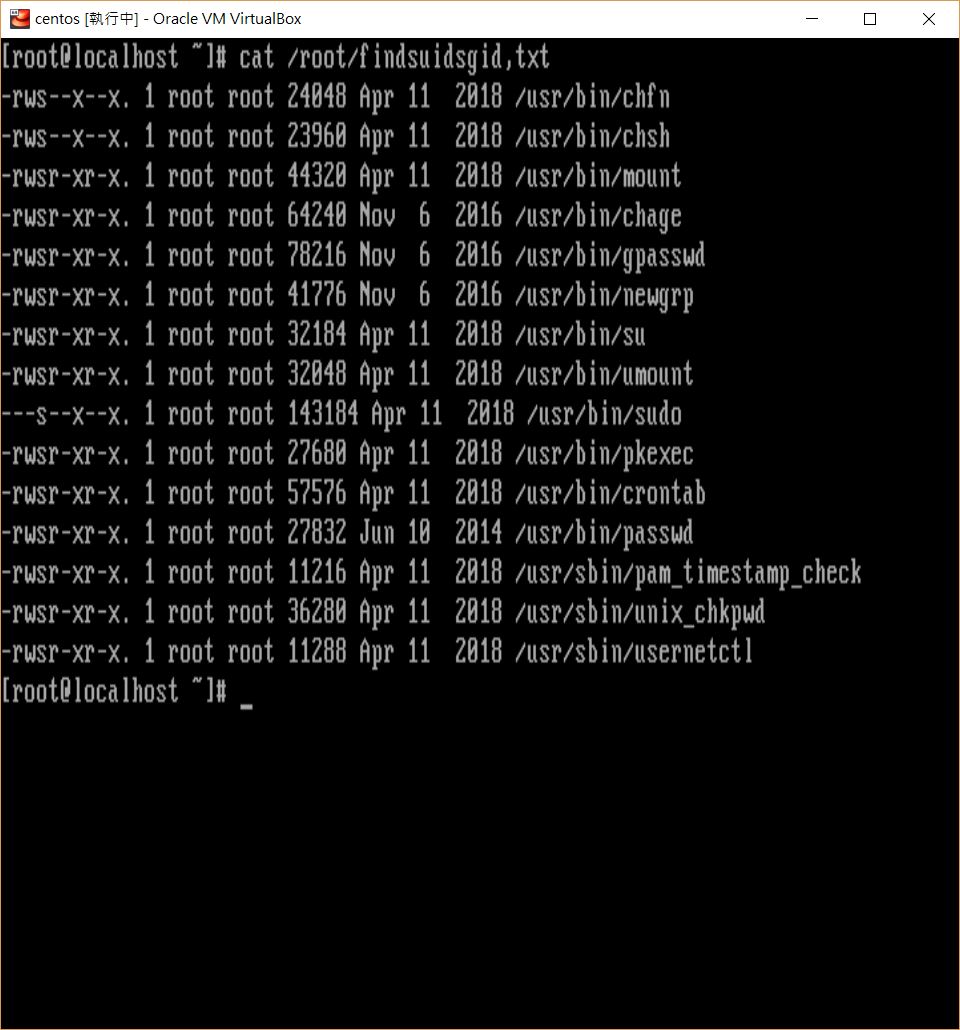 centos [執行中] - Oracle VM VirtualBox
[root@localhost ~]# cat /root/findsuidsgid,txt
-rws--x--x. 1 root root 24048 Apr 11  2018 /usr/bin/chfn
-rws--x--x. 1 root root 23960 Apr 11  2018 /usr/bin/chsh
-rwsr-xr-x. 1 root root 44320 Apr 11  2018 /usr/bin/mount
-rwsr-xr-x. 1 root root 64240 Nov  6  2016 /usr/bin/chage
-rwsr-xr-x. 1 root root 78216 Nov  6  2016 /usr/bin/gpasswd
-rwsr-xr-x. 1 root root 41776 Nov  6  2016 /usr/bin/newgrp
-rwsr-xr-x. 1 root root 32184 Apr 11  2018 /usr/bin/su
-rwsr-xr-x. 1 root root 32048 Apr 11  2018 /usr/bin/umount
---s--x--x. 1 root root 143184 Apr 11  2018 /usr/bin/sudo
-rwsr-xr-x. 1 root root 27680 Apr 11  2018 /usr/bin/pkexec
-rwsr-xr-x. 1 root root 57576 Apr 11  2018 /usr/bin/crontab
-rwsr-xr-x. 1 root root 27832 Jun 10  2014 /usr/bin/passwd
-rwsr-xr-x. 1 root root 11216 Apr 11  2018 /usr/sbin/pam_timestamp_check
-rwsr-xr-x. 1 root root 36280 Apr 11  2018 /usr/sbin/unix_chkpwd
-rwsr-xr-x. 1 root root 11288 Apr 11  2018 /usr/sbin/usernetctl
[root@localhost ~]# _